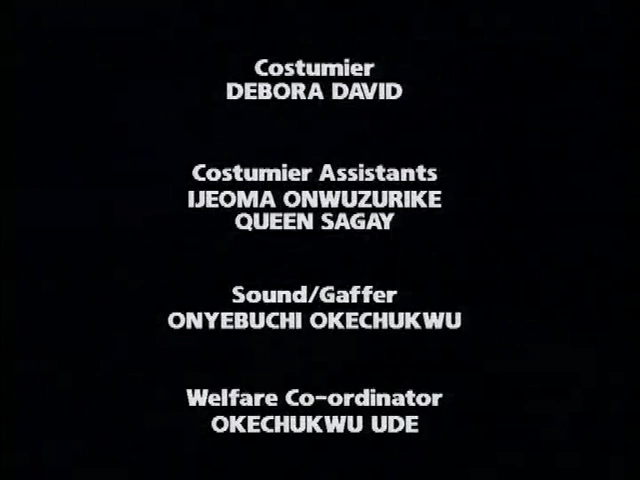 Costumier
DEBORA DAVID
Costumier Assistants
IJEOMA ONWUZURIKE
QUEEN SAGAY
Sound/Gaffer
ONYEBUCHI OKECHUKWU
Welfare Co-ordinator
OKECHUKWU UDE